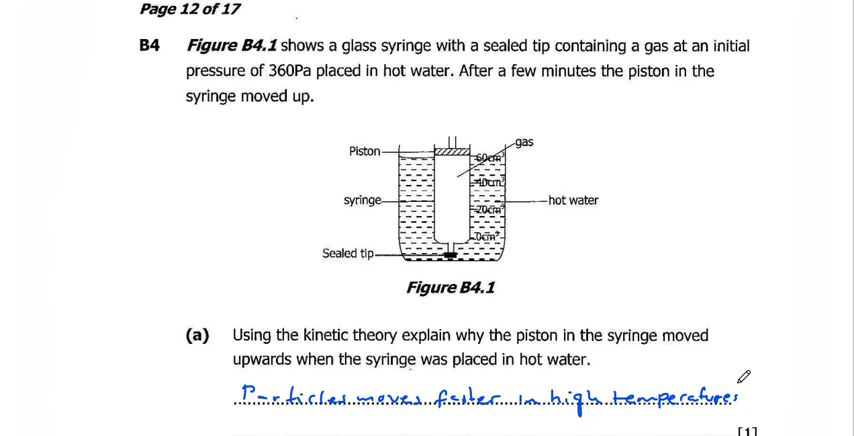 Page 12 of 17
B4 Figure B4.1 shows a glass syringe with a sealed tip containing a gas at an initial
pressure of 360Pa placed in hot water. After a few minutes the piston in the
syringe moved up.
gas
Piston
60cm³
40cm³
syringe
20cm³
hot water
0cm³
Sealed tip
Figure B4.1
(a) Using the kinetic theory explain why the piston in the syringe moved
upwards when the syringe was placed in hot water.
Particles moves faster in high temperatures
[1]